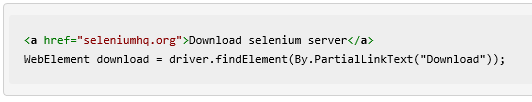 <a href="seleniumhq.org">Download selenium server</a>
WebElement download = driver.findElement(By.PartialLinkText("Download"));